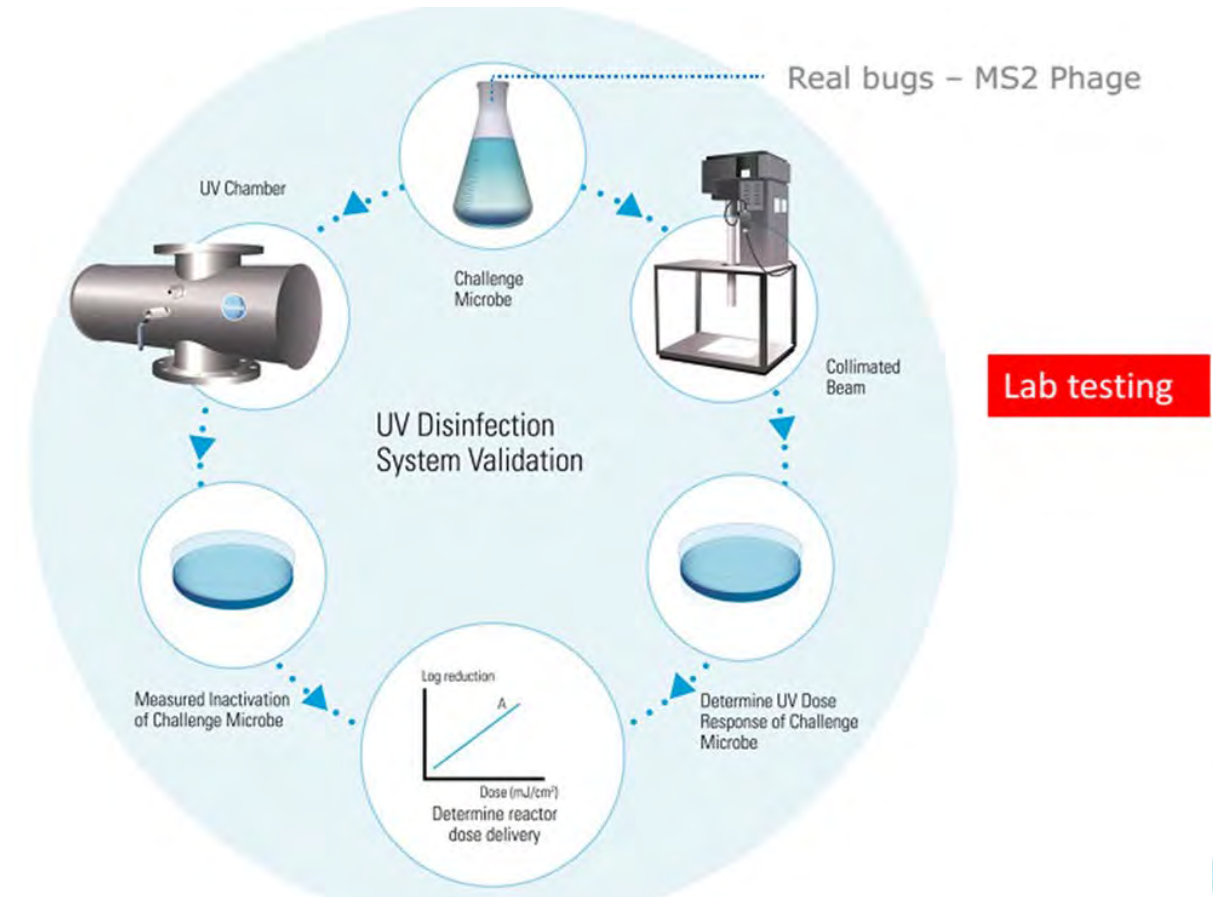 Real bugs – MS2 Phage
UV Chamber
Challenge
Microbe
Collimated
Beam
Lab testing
UV Disinfection
System Validation
Measured Inactivation
of Challenge Microbe
Log reduction
A
Dose (mJ/cm²)
Determine reactor
dose delivery
Determine UV Dose
Response of Challenge
Microbe